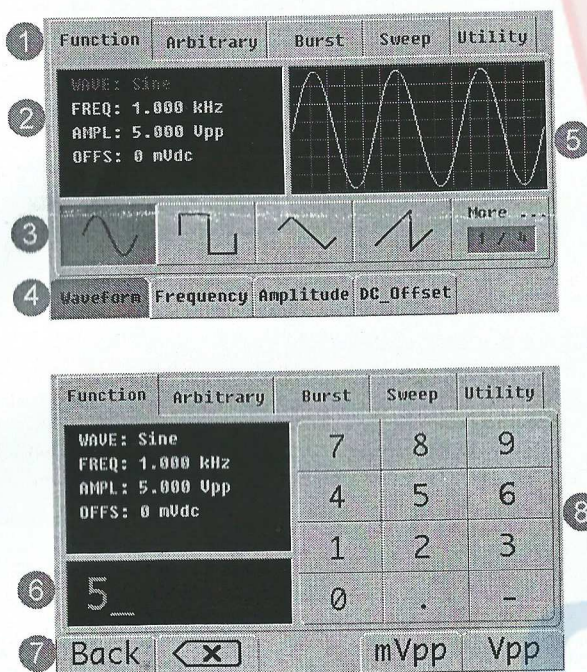 1 Function Arbitrary Burst Sweep Utility
2 WAVE: Sine
FREQ: 1.000 kHz
AMPL: 5.000 Vpp
OFFS: 0 mVdc
5
3 More ...
1 / 4
4 Waveform Frequency Amplitude DC_Offset
Function Arbitrary Burst Sweep Utility
WAVE: Sine
FREQ: 1.000 kHz
AMPL: 5.000 Vpp
OFFS: 0 mVdc
7 8 9
4 5 6
8
1 2 3
6 5_
0 . -
7 Back mVpp Vpp